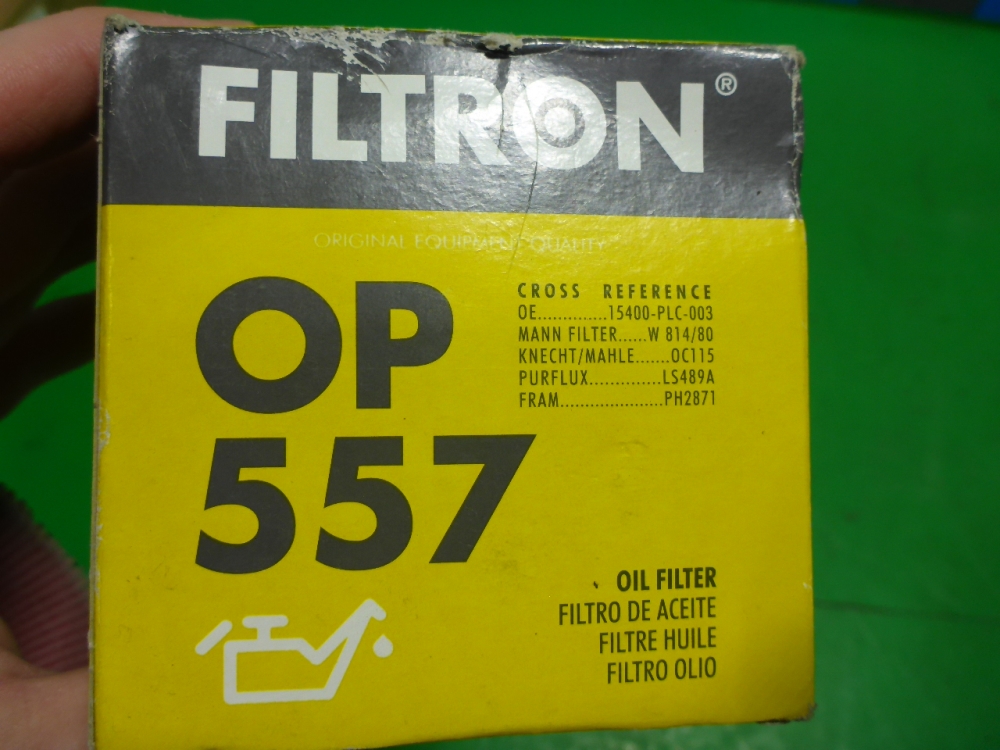 FILTRON®
ORIGINAL EQUIPMENT QUALITY
OP
557
CROSS REFERENCE
OE..............15400-PLC-003
MANN FILTER......W 814/80
KNECHT/MAHLE.......OC115
PURFLUX..............LS489A
FRAM.....................PH2871
OIL FILTER
FILTRO DE ACEITE
FILTRE HUILE
FILTRO OLIO